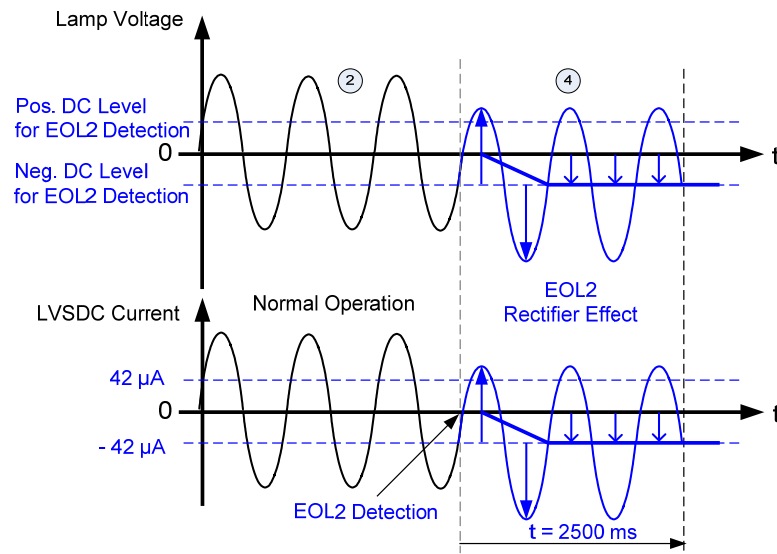 Lamp Voltage
2
4
Pos. DC Level
for EOL2 Detection
0
t
Neg. DC Level
for EOL2 Detection
Normal Operation
EOL2
Rectifier Effect
LVSDC Current
42 µA
0
t
- 42 µA
EOL2 Detection
t = 2500 ms